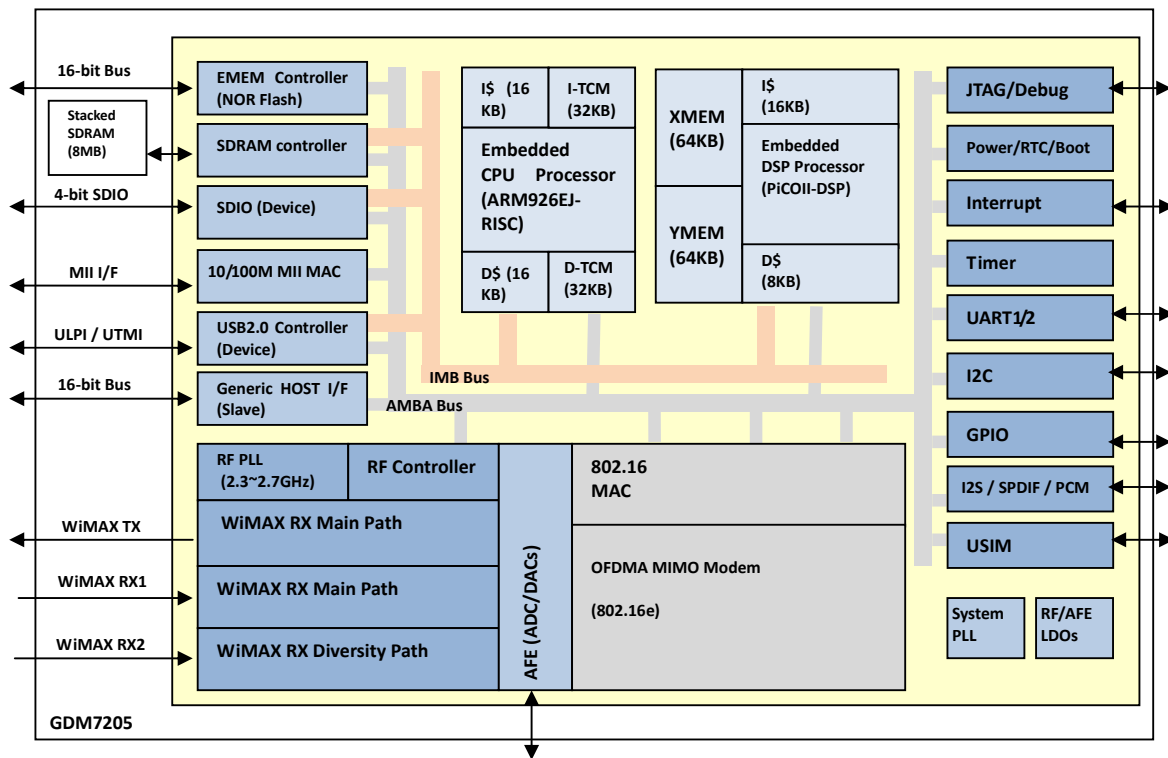 16-bit Bus
Stacked
SDRAM
(8MB)
4-bit SDIO
MII I/F
ULPI / UTMI
16-bit Bus
WiMAX TX
WiMAX RX1
WiMAX RX2
EMEM Controller
(NOR Flash)
SDRAM controller
SDIO (Device)
10/100M MII MAC
USB2.0 Controller
(Device)
Generic HOST I/F
(Slave)
I$ (16
KB)
I-TCM
(32KB)
Embedded
CPU Processor
(ARM926EJ-
RISC)
D$ (16
KB)
D-TCM
(32KB)
XMEM
(64KB)
YMEM
(64KB)
I$
(16KB)
Embedded
DSP Processor
(PiCOII-DSP)
D$
(8KB)
IMB Bus
AMBA Bus
JTAG/Debug
Power/RTC/Boot
Interrupt
Timer
UART1/2
I2C
GPIO
I2S / SPDIF / PCM
USIM
System
PLL
RF/AFE
LDOs
RF PLL
(2.3~2.7GHz)
RF Controller
WiMAX RX Main Path
WiMAX RX Main Path
WiMAX RX Diversity Path
AFE (ADC/DACs)
802.16
MAC
OFDMA MIMO Modem
(802.16e)
GDM7205